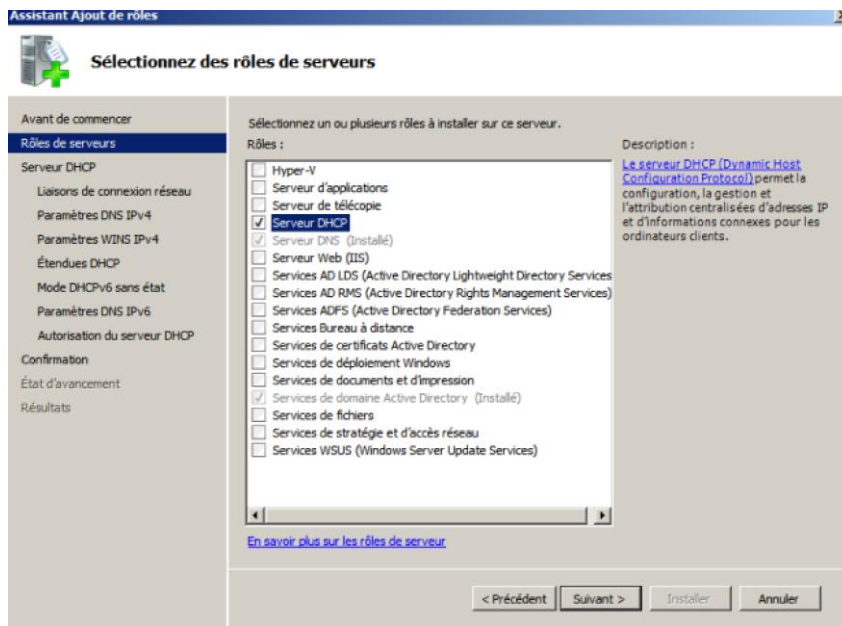 Assistant Ajout de rôles
Sélectionnez des rôles de serveurs
Avant de commencer
Rôles de serveurs
Serveur DHCP
Liaisons de connexion réseau
Paramètres DNS IPv4
Paramètres WINS IPv4
Étendues DHCP
Mode DHCPv6 sans état
Paramètres DNS IPv6
Autorisation du serveur DHCP
Confirmation
État d'avancement
Résultats
Sélectionnez un ou plusieurs rôles à installer sur ce serveur.
Rôles :
Hyper-V
Serveur d'applications
Serveur de télécopie
Serveur DHCP
Serveur DNS (Installé)
Serveur Web (IIS)
Services AD LDS (Active Directory Lightweight Directory Services
Services AD RMS (Active Directory Rights Management Services)
Services ADFS (Active Directory Federation Services)
Services Bureau à distance
Services de certificats Active Directory
Services de déploiement Windows
Services de documents et d'impression
Services de domaine Active Directory (Installé)
Services de fichiers
Services de stratégie et d'accès réseau
Services WSUS (Windows Server Update Services)
En savoir plus sur les rôles de serveur
Description :
Le serveur DHCP (Dynamic Host
Configuration Protocol) permet la
configuration, la gestion et
l'attribution centralisées d'adresses IP
et d'informations connexes pour les
ordinateurs clients.
< Précédent
Suivant >
Installer
Annuler